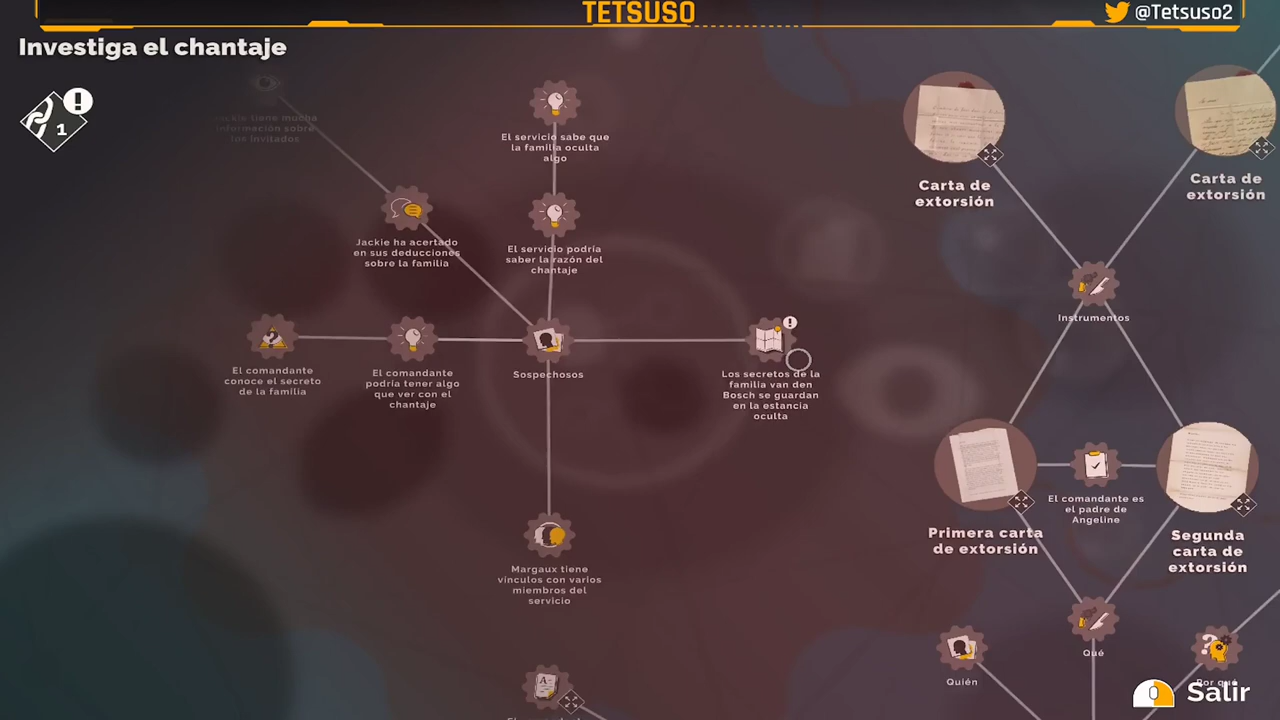 TETSUSO
@Tetsuso2
Investiga el chantaje
1
Jackie tiene mucha
información sobre
los invitados
El servicio sabe que
la familia oculta
algo
Carta de
extorsión
Carta de
extorsión
Jackie ha acertado
en sus deducciones
sobre la familia
El servicio podría
saber la razón del
chantaje
Instrumentos
El comandante
conoce el secreto
de la familia
El comandante
podría tener algo
que ver con el
chantaje
Sospechosos
Los secretos de la
familia van den
Bosch se guardan
en la estancia
oculta
El comandante es
el padre de
Angeline
Primera carta
de extorsión
Segunda
carta de
extorsión
Margaux tiene
vínculos con varios
miembros del
servicio
Quién
Qué
Por qué
Salir